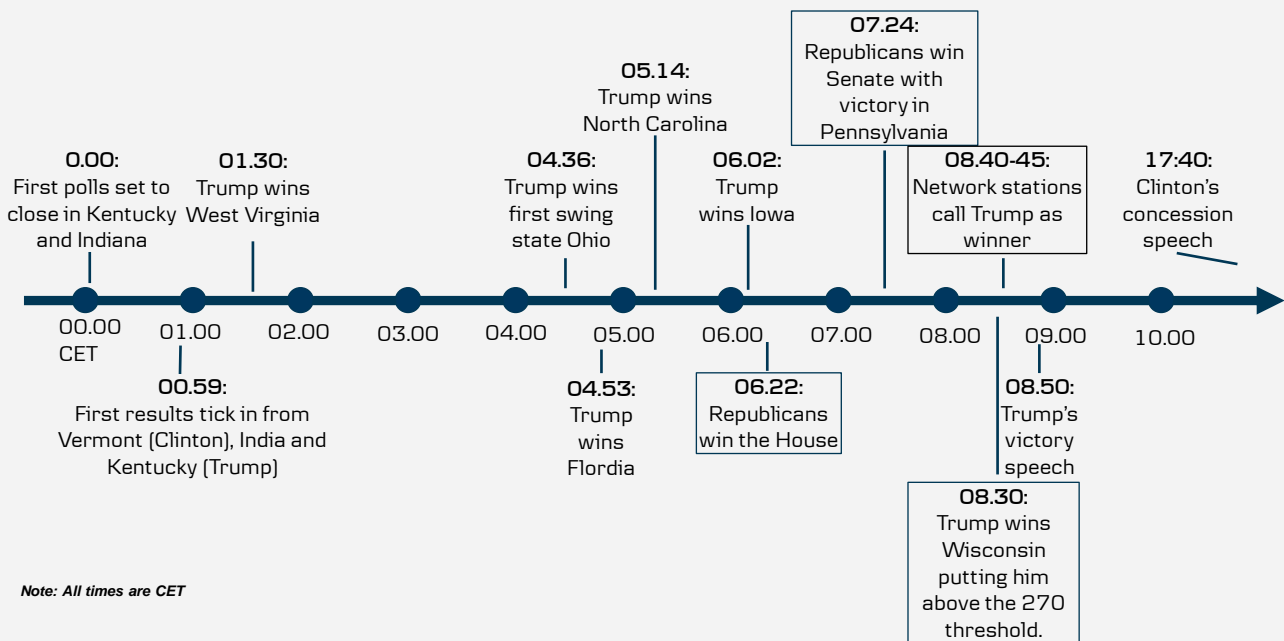 07.24:
Republicans win
Senate with
victory in
Pennsylvania
05.14:
Trump wins
North Carolina
0.00:
First polls set to
close in Kentucky
and Indiana
01.30:
Trump wins
West Virginia
04.36:
Trump wins
first swing
state Ohio
06.02:
Trump
wins Iowa
08.40-45:
Network stations
call Trump as
winner
17:40:
Clinton's
concession
speech
00.00
CET
01.00
02.00
03.00
04.00
05.00
06.00
07.00
08.00
09.00
10.00
00.59:
First results tick in from
Vermont (Clinton), India and
Kentucky (Trump)
04.53:
Trump
wins
Flordia
06.22:
Republicans
win the House
08.50:
Trump's
victory
speech
08.30:
Trump wins
Wisconsin
putting him
above the 270
threshold.
Note: All times are CET